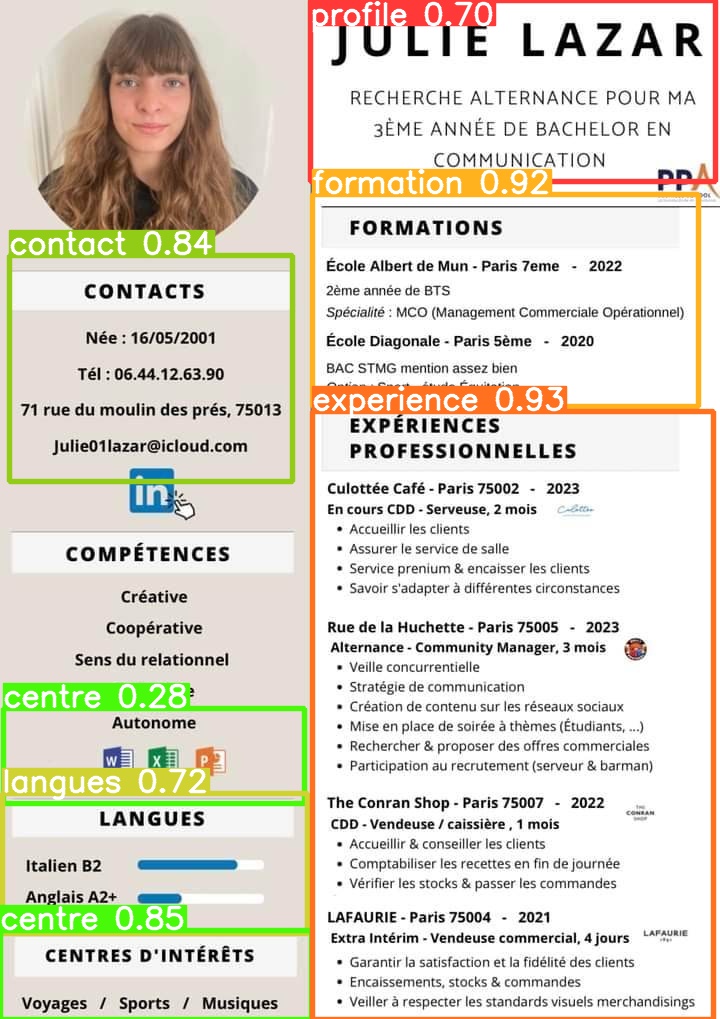 profile 0.70
JULIE LAZAR
RECHERCHE ALTERNANCE POUR MA
3ÈME ANNÉE DE BACHELOR EN
COMMUNICATION
PPA
formation 0.92
FORMATIONS
École Albert de Mun - Paris 7eme - 2022
2ème année de BTS
Spécialité : MCO (Management Commerciale Opérationnel)
École Diagonale - Paris 5ème - 2020
BAC STMG mention assez bien
Option : Sport - étude Équitation
contact 0.84
CONTACTS
Née : 16/05/2001
Tél : 06.44.12.63.90
71 rue du moulin des prés, 75013
Julie01lazar@icloud.com
in
COMPÉTENCES
Créative
Coopérative
Sens du relationnel
centre 0.28
Autonome
W X P
langues 0.72
LANGUES
Italien B2
Anglais A2+
centre 0.85
CENTRES D'INTÉRÊTS
Voyages / Sports / Musiques
experience 0.93
EXPÉRIENCES
PROFESSIONNELLES
Culottée Café - Paris 75002 - 2023
En cours CDD - Serveuse, 2 mois
Culottée
Accueillir les clients
Assurer le service de salle
Service prenium & encaisser les clients
Savoir s'adapter à différentes circonstances
Rue de la Huchette - Paris 75005 - 2023
Alternance - Community Manager, 3 mois
Veille concurrentielle
Stratégie de communication
Création de contenu sur les réseaux sociaux
Mise en place de soirée à thèmes (Étudiants, ...)
Rechercher & proposer des offres commerciales
Participation au recrutement (serveur & barman)
The Conran Shop - Paris 75007 - 2022
THE
CONRAN
SHOP
CDD - Vendeuse / caissière , 1 mois
Accueillir & conseiller les clients
Comptabiliser les recettes en fin de journée
Vérifier les stocks & passer les commandes
LAFAURIE - Paris 75004 - 2021
LAFAURIE
Extra Intérim - Vendeuse commercial, 4 jours
Garantir la satisfaction et la fidélité des clients
Encaissements, stocks & commandes
Veiller à respecter les standards visuels merchandisings